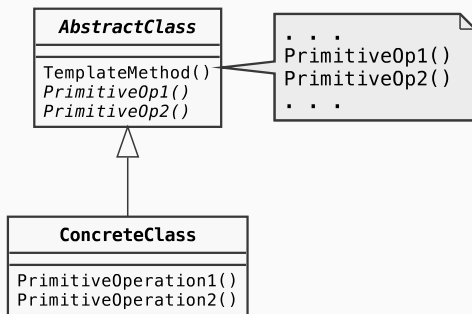 AbstractClass
TemplateMethod()
PrimitiveOp1()
PrimitiveOp2()
. . .
PrimitiveOp1()
PrimitiveOp2()
. . .
ConcreteClass
PrimitiveOperation1()
PrimitiveOperation2()